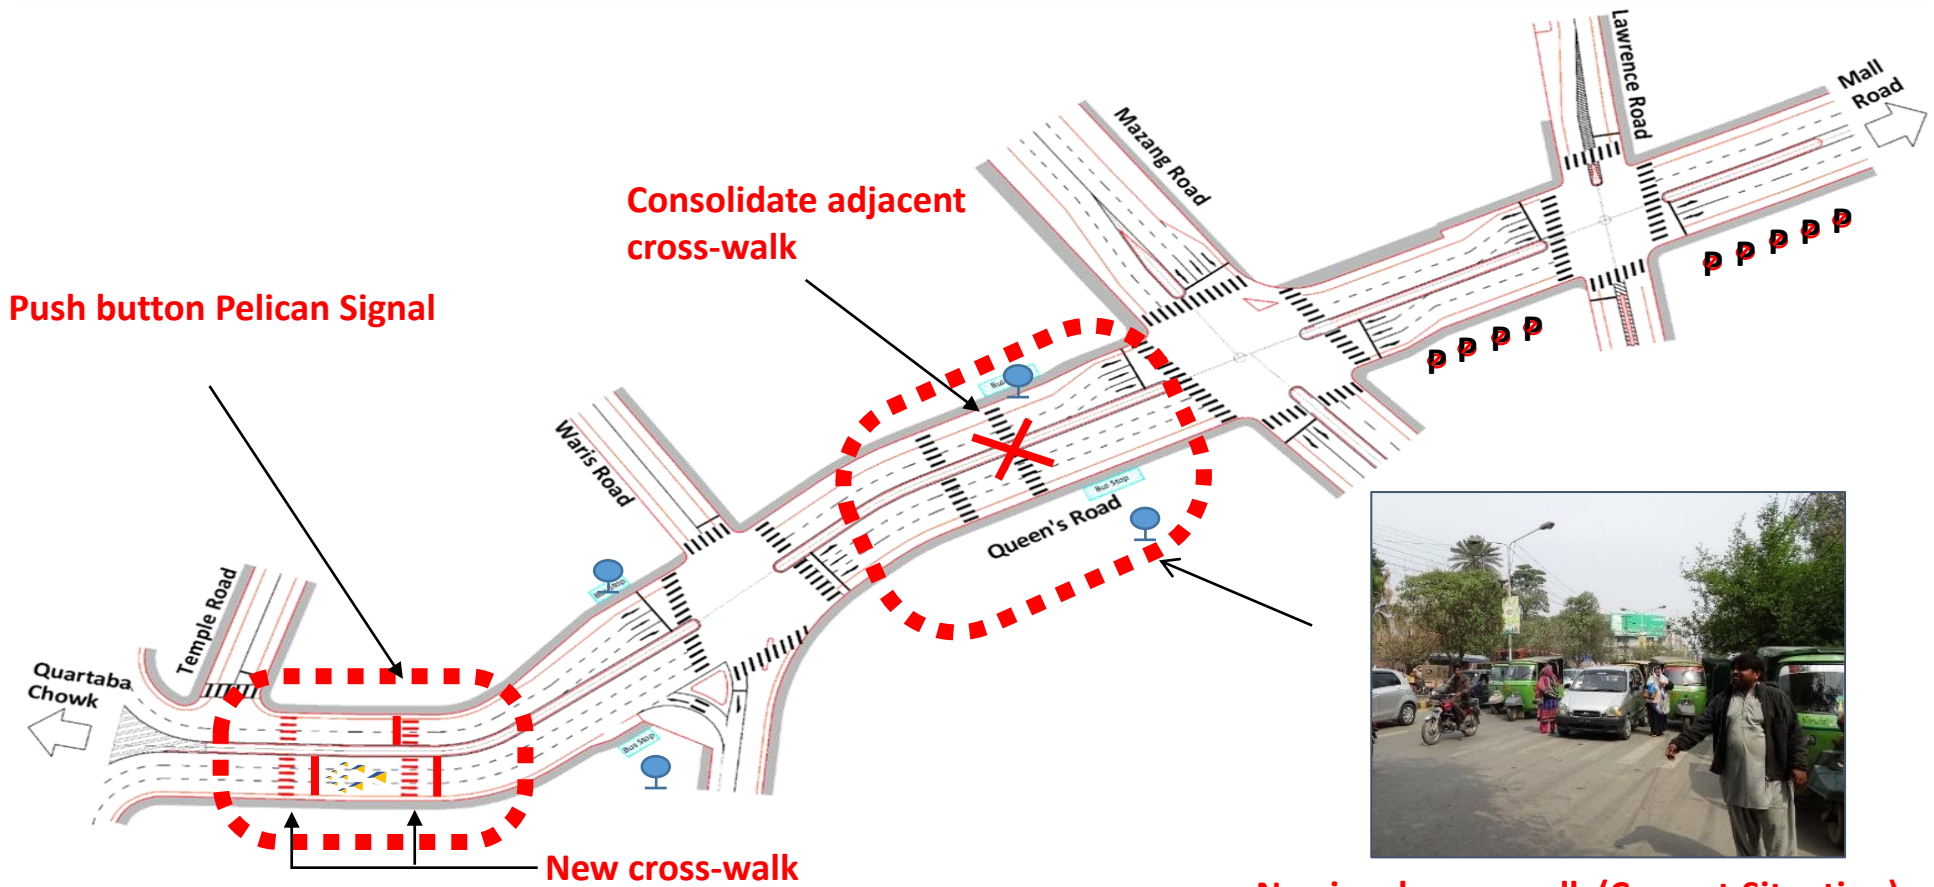 Lawrence Road
Mall
Road
Mazang Road
Consolidate adjacent
cross-walk
Push button Pelican Signal
Bus
Waris Road
Bus Stop
Queen's Road
P P P P P
P P P P
Temple Road
Quartaba
Chowk
Bus Stop
New cross-walk